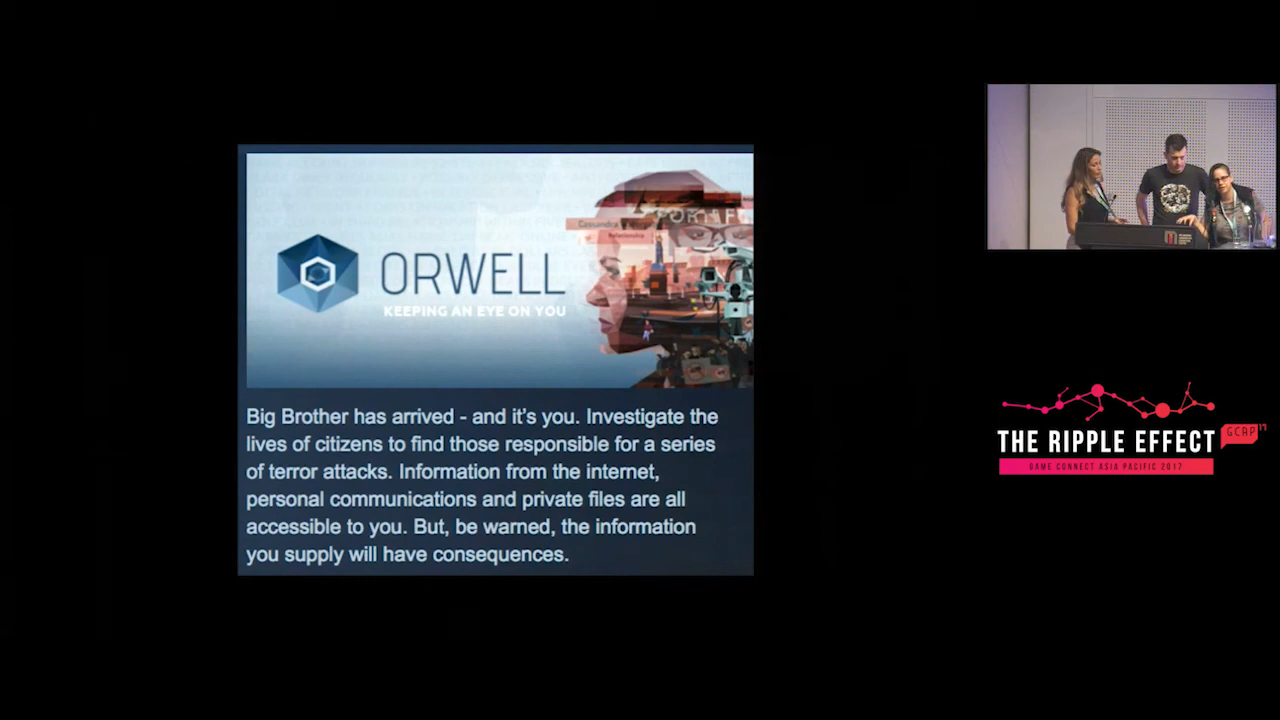 ORWELL
KEEPING AN EYE ON YOU
Big Brother has arrived - and it's you. Investigate the
lives of citizens to find those responsible for a series
of terror attacks. Information from the internet,
personal communications and private files are all
accessible to you. But, be warned, the information
you supply will have consequences.
THE RIPPLE EFFECT
GCAP 17
GAME CONNECT ASIA PACIFIC 2017